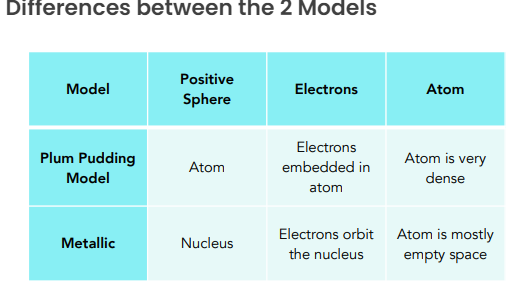 Differences between the 2 Models
Model
Positive
Sphere
Electrons
Atom
Plum Pudding
Model
Atom
Electrons
embedded in
atom
Atom is very
dense
Metallic
Nucleus
Electrons orbit
the nucleus
Atom is mostly
empty space